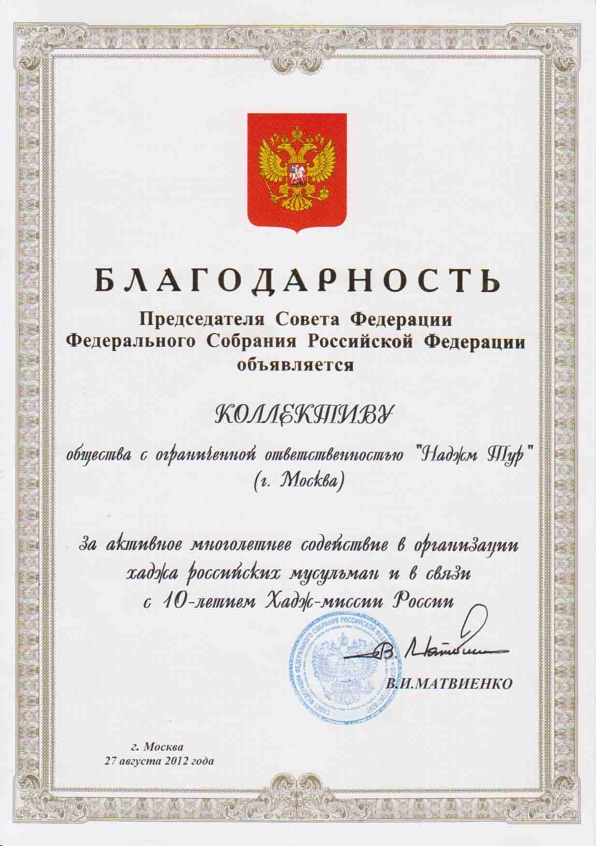 БЛАГОДАРНОСТЬ
Председателя Совета Федерации
Федерального Собрания Российской Федерации
объявляется
КОЛЛЕКТИВУ
общества с ограниченной ответственностью "Наджм Тур"
(г. Москва)
за активное многолетнее содействие в организации
хаджа российских мусульман и в связи
с 10-летием Хадж-миссии России
В.И.МАТВИЕНКО
г. Москва
27 августа 2012 года